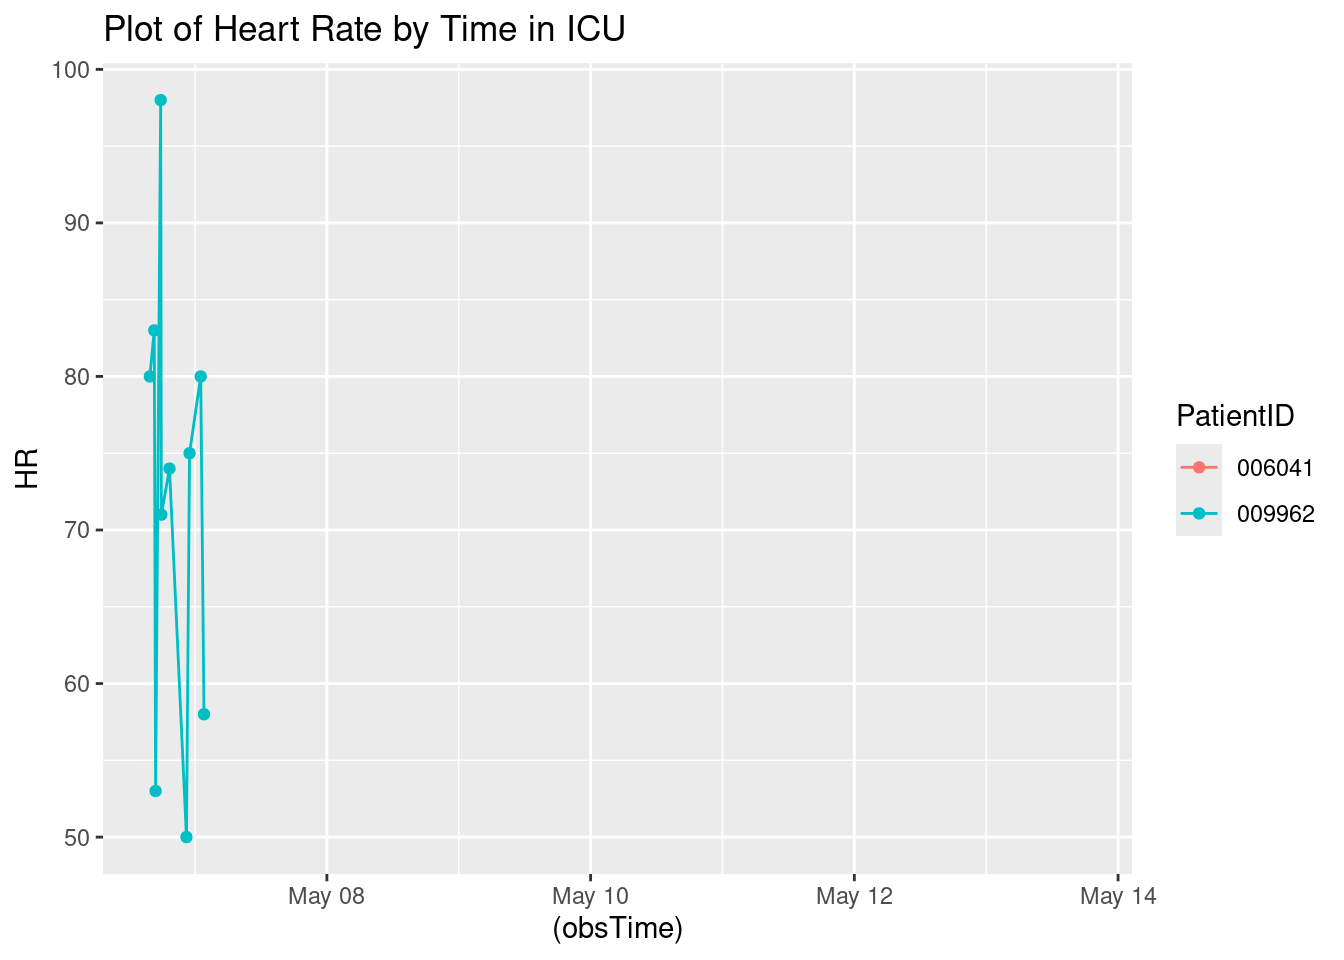 Plot of Heart Rate by Time in ICU
100
90
80
70
60
50
HR
May 08
May 10
May 12
May 14
(obsTime)
PatientID
006041
009962